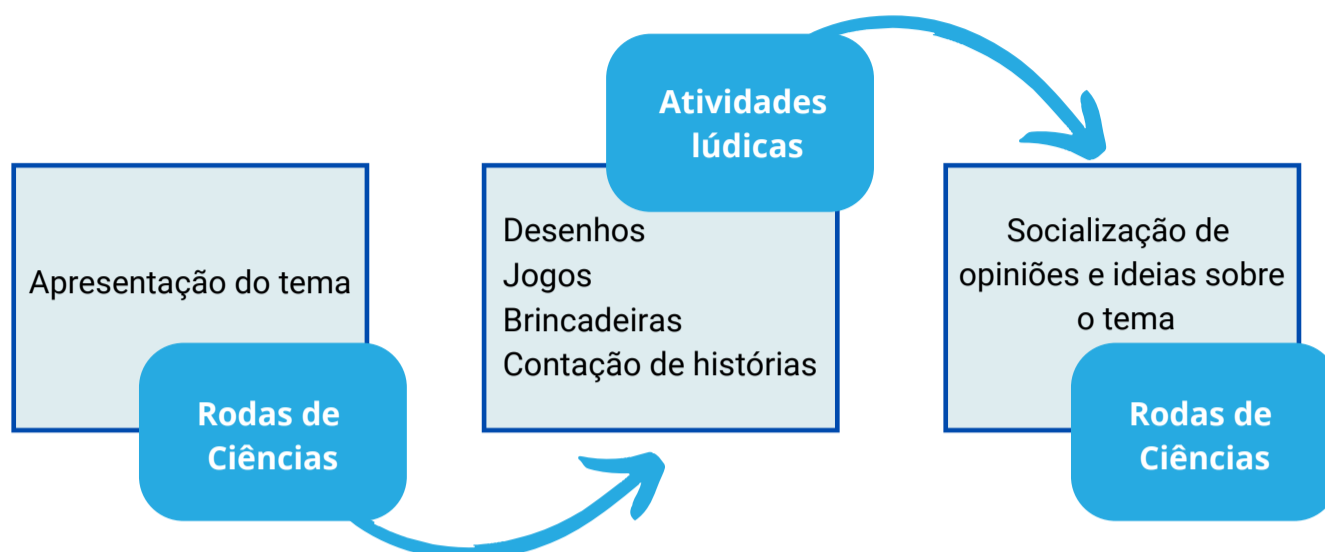 Apresentação do tema
Rodas de
Ciências
Atividades
lúdicas
Desenhos
Jogos
Brincadeiras
Contação de histórias
Socialização de
opiniões e ideias sobre
o tema
Rodas de
Ciências